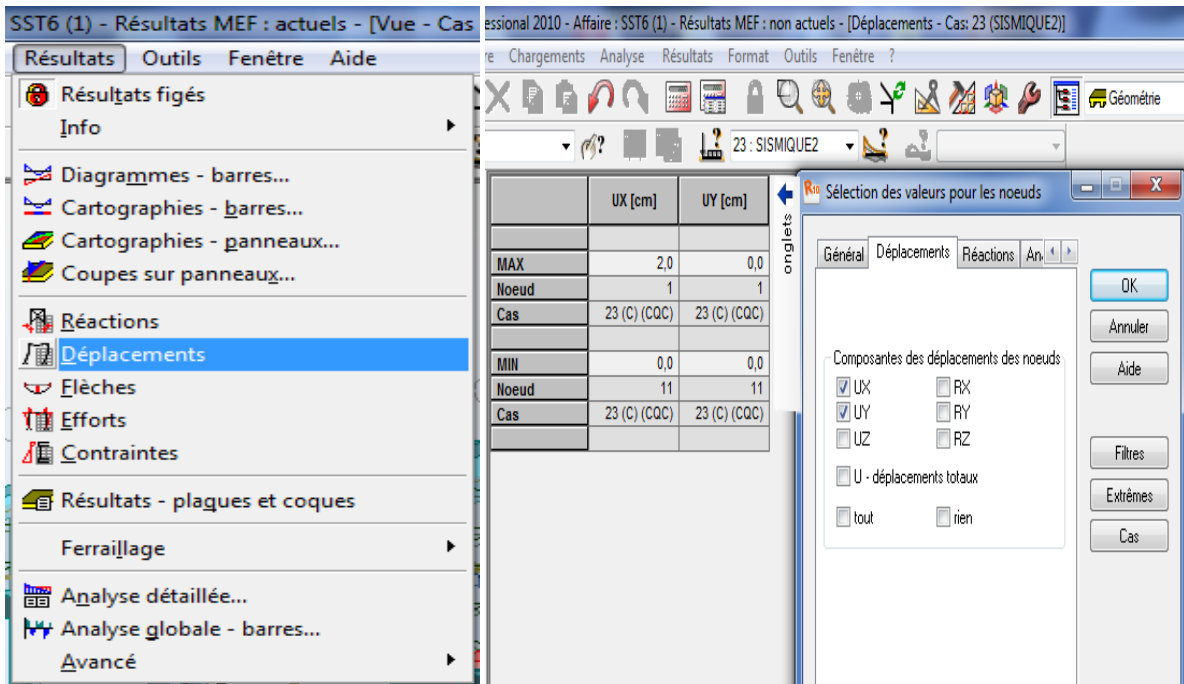 SST6 (1) - Résultats MEF : actuels - [Vue - Cas
Résultats Outils Fenêtre Aide
Résultats figés
Info
Diagrammes - barres...
Cartographies - barres...
Cartographies - panneaux...
Coupes sur panneaux...
Réactions
Déplacements
Flèches
Efforts
Contraintes
Résultats - plaques et coques
Ferraillage
Analyse détaillée...
Analyse globale - barres...
Avancé
essional 2010 - Affaire : SST6 (1) - Résultats MEF : non actuels - [Déplacements - Cas: 23 (SISMIQUE2)]
re Chargements Analyse Résultats Format Outils Fenêtre ?
Géométrie
23 : SISMIQUE2
UX [cm] UY [cm]
MAX 2,0 0,0
Noeud 1 1
Cas 23 (C) (CQC) 23 (C) (CQC)
MIN 0,0 0,0
Noeud 11 11
Cas 23 (C) (CQC) 23 (C) (CQC)
onglets
R10 Sélection des valeurs pour les noeuds
Général Déplacements Réactions An
Composantes des déplacements des noeuds
UX RX
UY RY
UZ RZ
U - déplacements totaux
tout rien
OK
Annuler
Aide
Filtres
Extrêmes
Cas